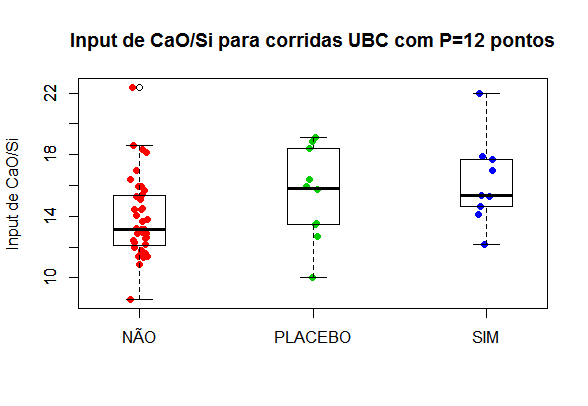 Input de CaO/Si para corridas UBC com P=12 pontos
Input de CaO/Si
22
18
14
10
NÃO
PLACEBO
SIM